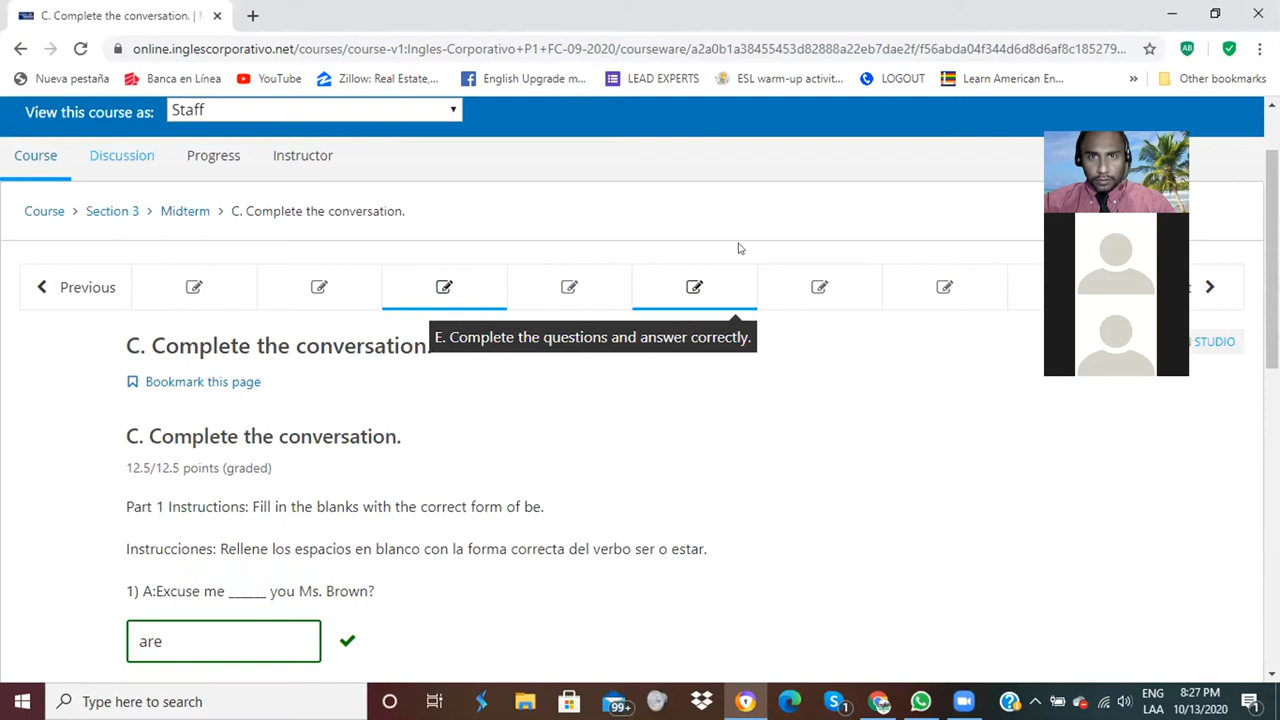 C. Complete the conversation. |
online.inglescorporativo.net/courses/course-v1:Ingles-Corporativo+P1+FC-09-2020/courseware/a2a0b1a38455453d82888a22eb7dae2f/f56abda04f344d6d8d6af8c185279...
Nueva pestaña Banca en Línea YouTube Zillow: Real Estate,... English Upgrade m... LEAD EXPERTS ESL warm-up activit... LOGOUT Learn American En... » Other bookmarks
View this course as: Staff
Course Discussion Progress Instructor
Course > Section 3 > Midterm > C. Complete the conversation.
Previous
E. Complete the questions and answer correctly.
C. Complete the conversation.
N STUDIO
Bookmark this page
C. Complete the conversation.
12.5/12.5 points (graded)
Part 1 Instructions: Fill in the blanks with the correct form of be.
Instrucciones: Rellene los espacios en blanco con la forma correcta del verbo ser o estar.
1) A:Excuse me ______ you Ms. Brown?
are
Type here to search
99+
1
ENG
LAA
8:27 PM
10/13/2020
1